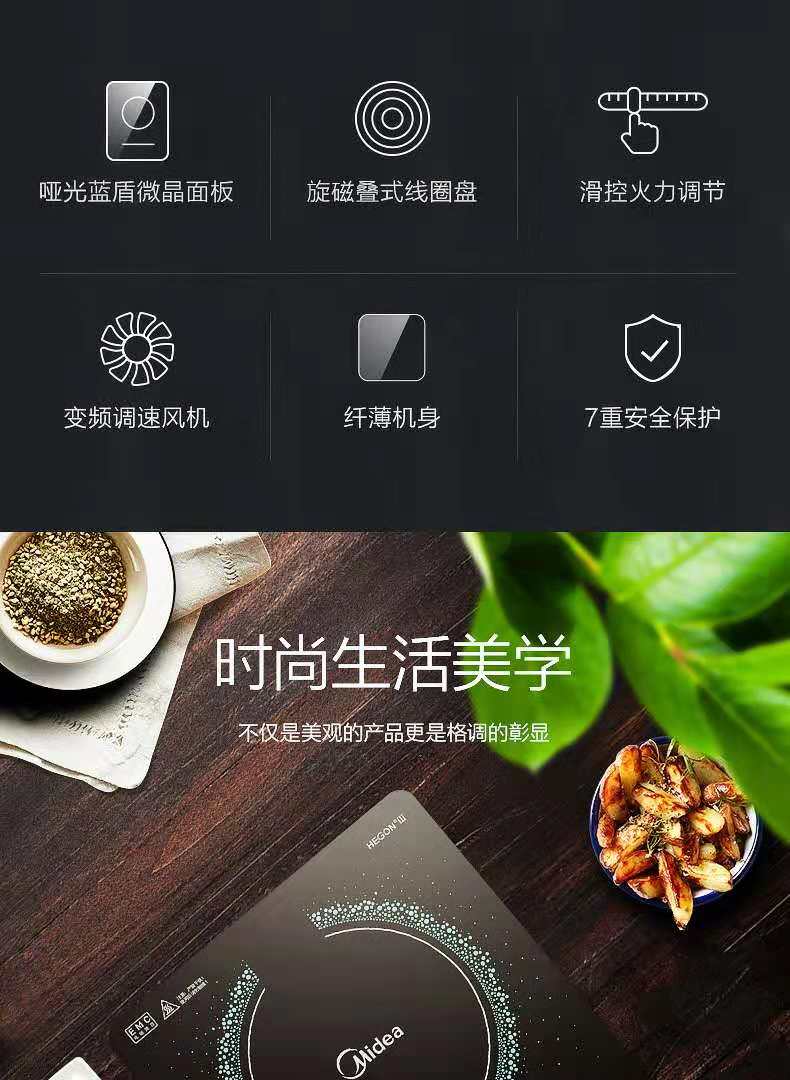 哑光蓝盾微晶面板
旋磁叠式线圈盘
滑控火力调节
变频调速风机
纤薄机身
7重安全保护
时尚生活美学
不仅是美观的产品更是格调的彰显
HEGON®III
EMC
Midea